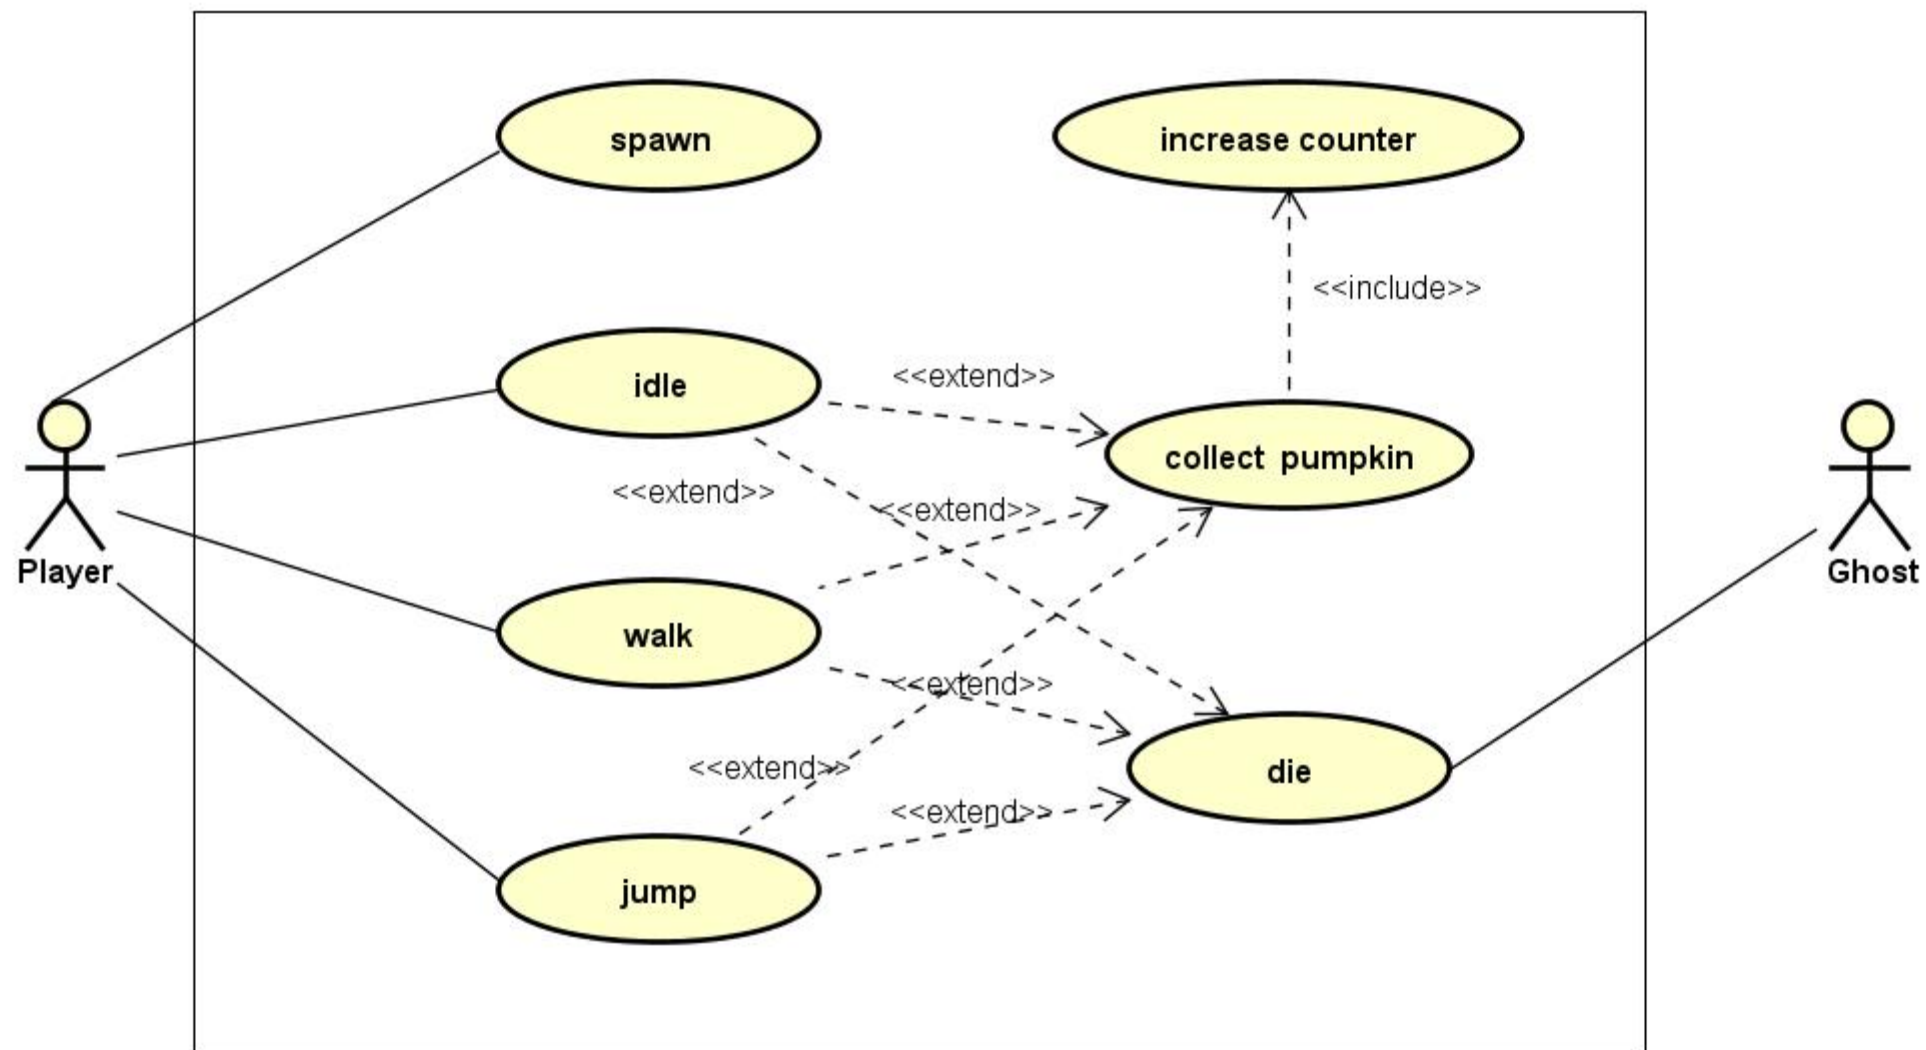 spawn
increase counter
<<include>>
<<extend>>
idle
collect pumpkin
<<extend>>
<<extend>>
Player
Ghost
walk
<<extend>>
<<extend>>
die
<<extend>>
jump